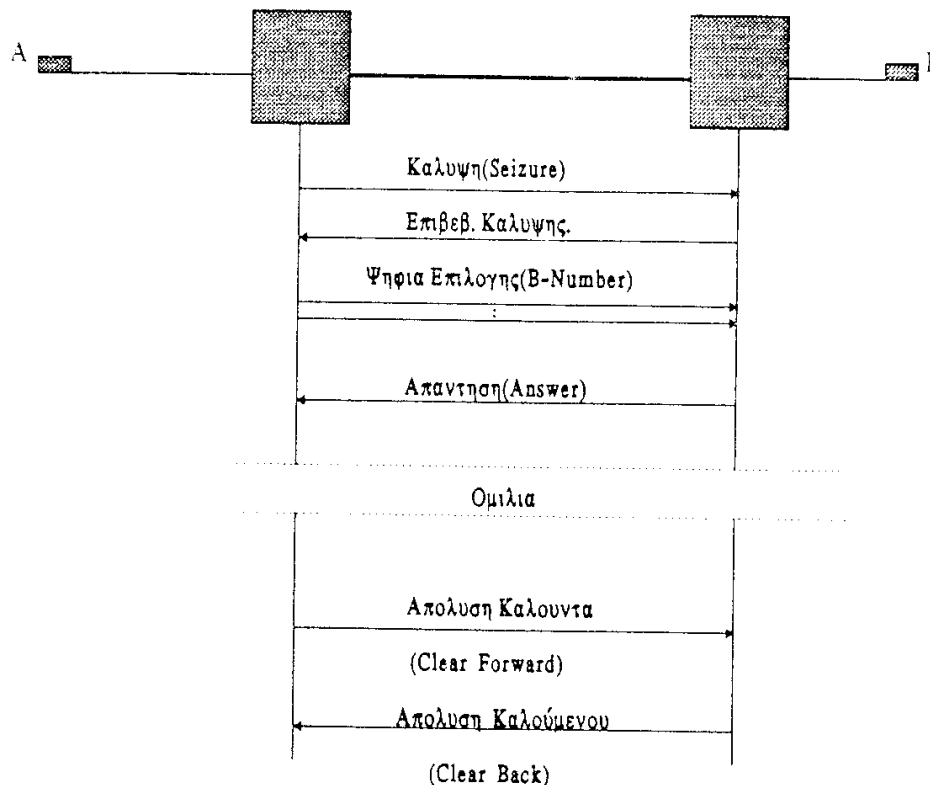 A
Καλυψη(Seizure)
Επιβεβ. Καλυψης.
Ψηφια Επιλογης(B-Number)
:
Απαντηση(Answer)
Ομιλια
Απολυση Καλουντα
(Clear Forward)
Απολυση Καλούμενου
(Clear Back)